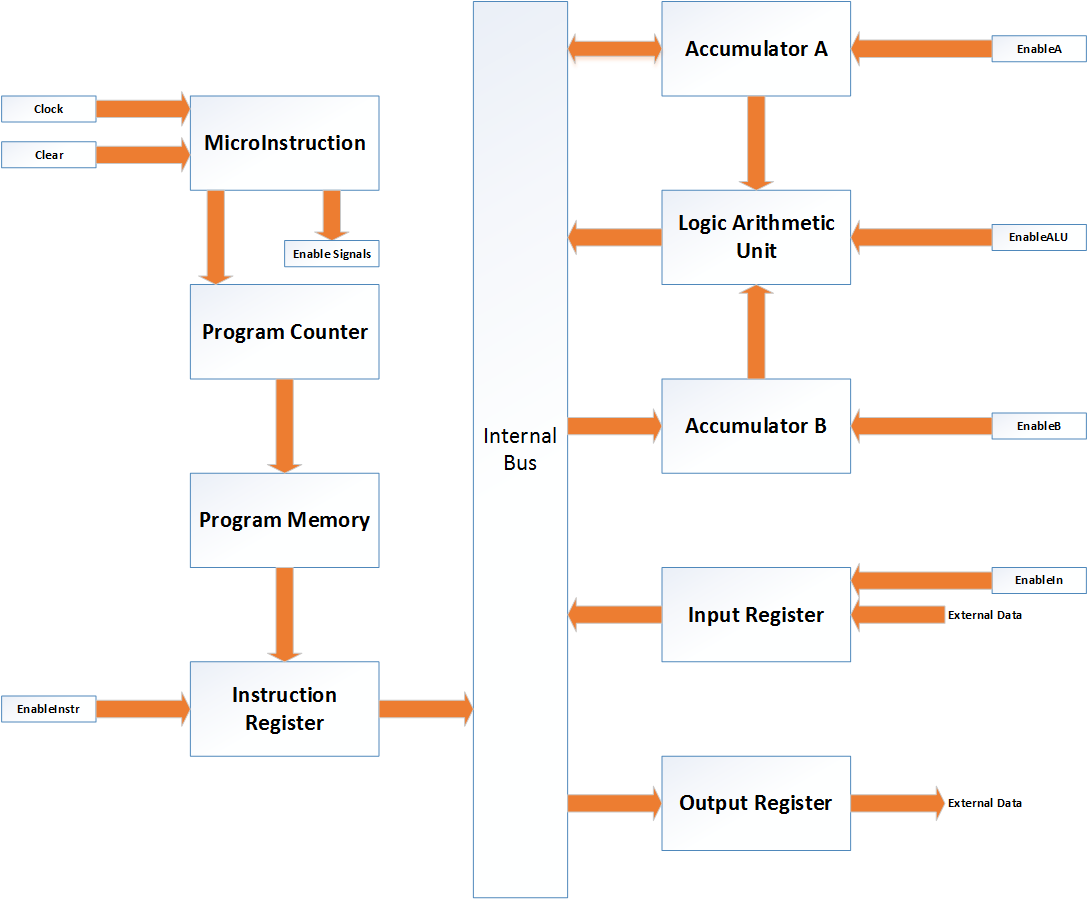 Clock
Clear
MicroInstruction
Enable Signals
Program Counter
Program Memory
EnableInstr
Instruction
Register
Internal
Bus
Accumulator A
EnableA
Logic Arithmetic
Unit
EnableALU
Accumulator B
EnableB
Input Register
EnableIn
External Data
Output Register
External Data